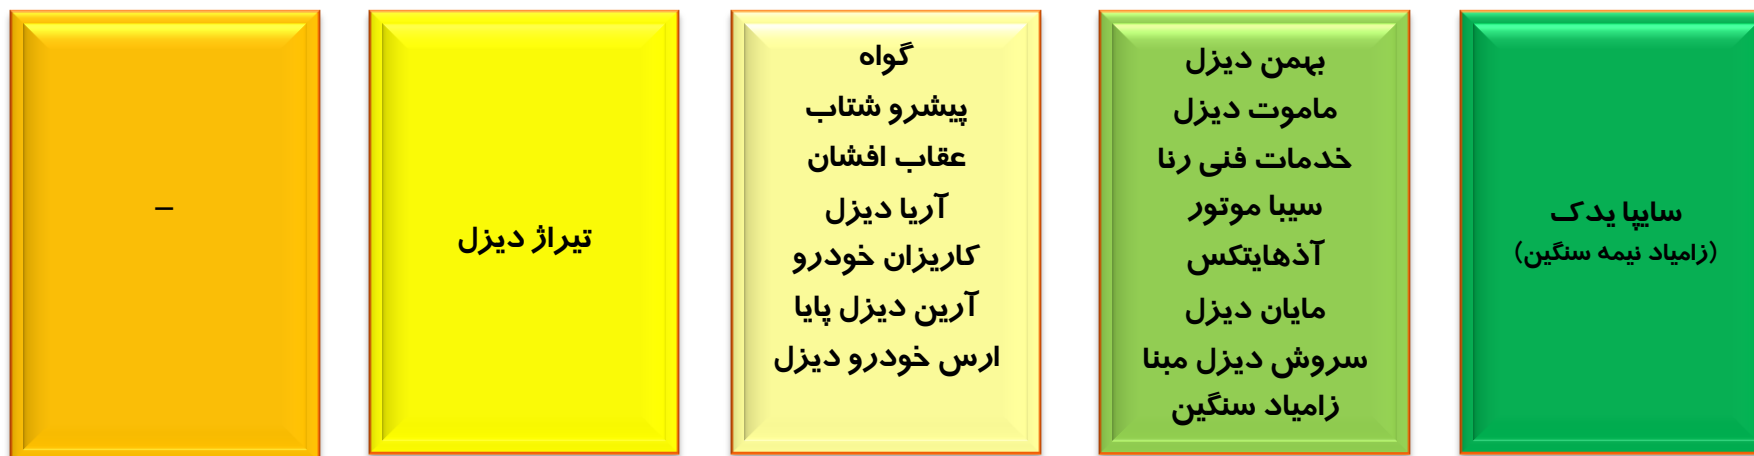 سایپا یدک
(زامیاد نیمه سنگین)
بهمن دیزل
ماموت دیزل
خدمات فنی رنا
سیبا موتور
آذهایتکس
مایان دیزل
سروش دیزل مبنا
زامیاد سنگین
گواه
پیشرو شتاب
عقاب افشان
آریا دیزل
کاریزان خودرو
آرین دیزل پایا
ارس خودرو دیزل
تیراژ دیزل
–